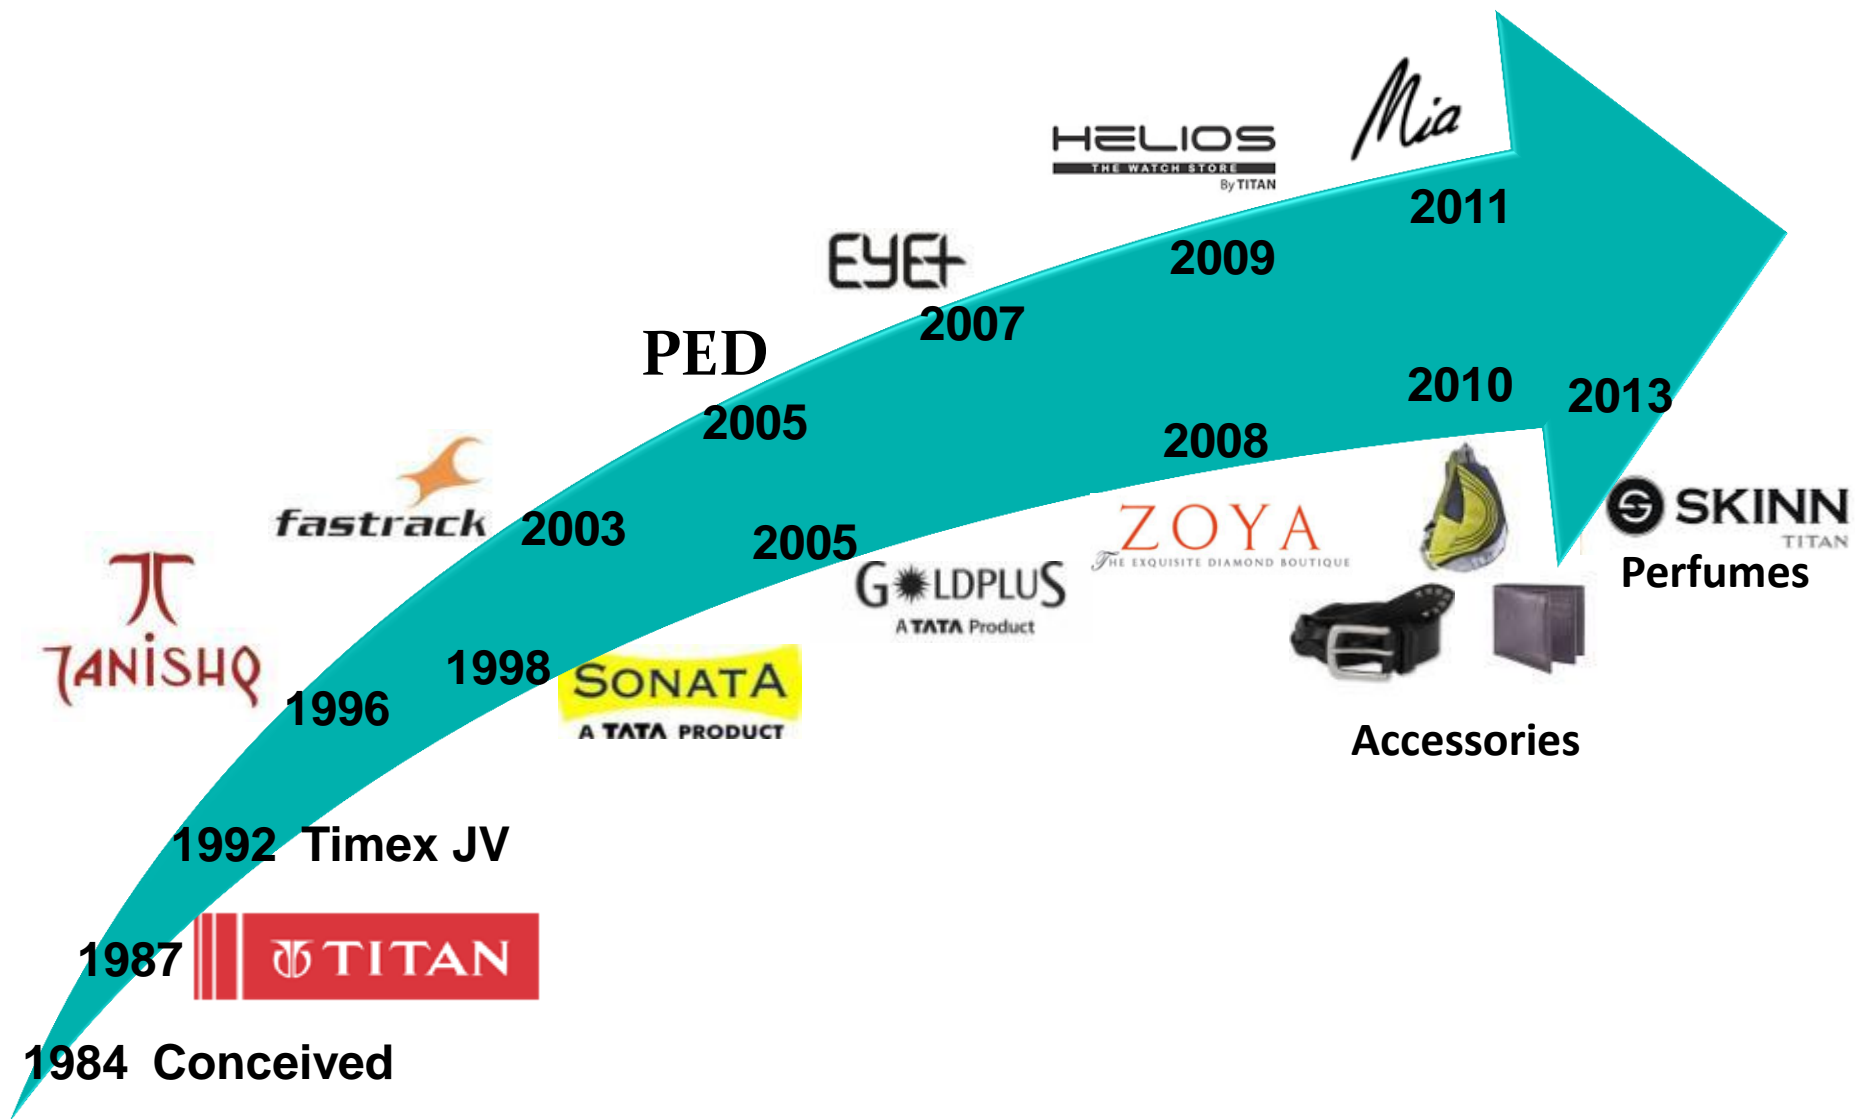 Mia
HELIOS
THE WATCH STORE
By TITAN
2011
2009
EYE+
2007
PED
2005
2010
2013
2008
fastrack
2003
2005
ZOYA
THE EXQUISITE DIAMOND BOUTIQUE
SKINN
TITAN
Perfumes
GOLDPLUS
A TATA Product
TANiSHQ
1996
1998
SONATA
A TATA PRODUCT
Accessories
1992 Timex JV
1987
TITAN
1984 Conceived